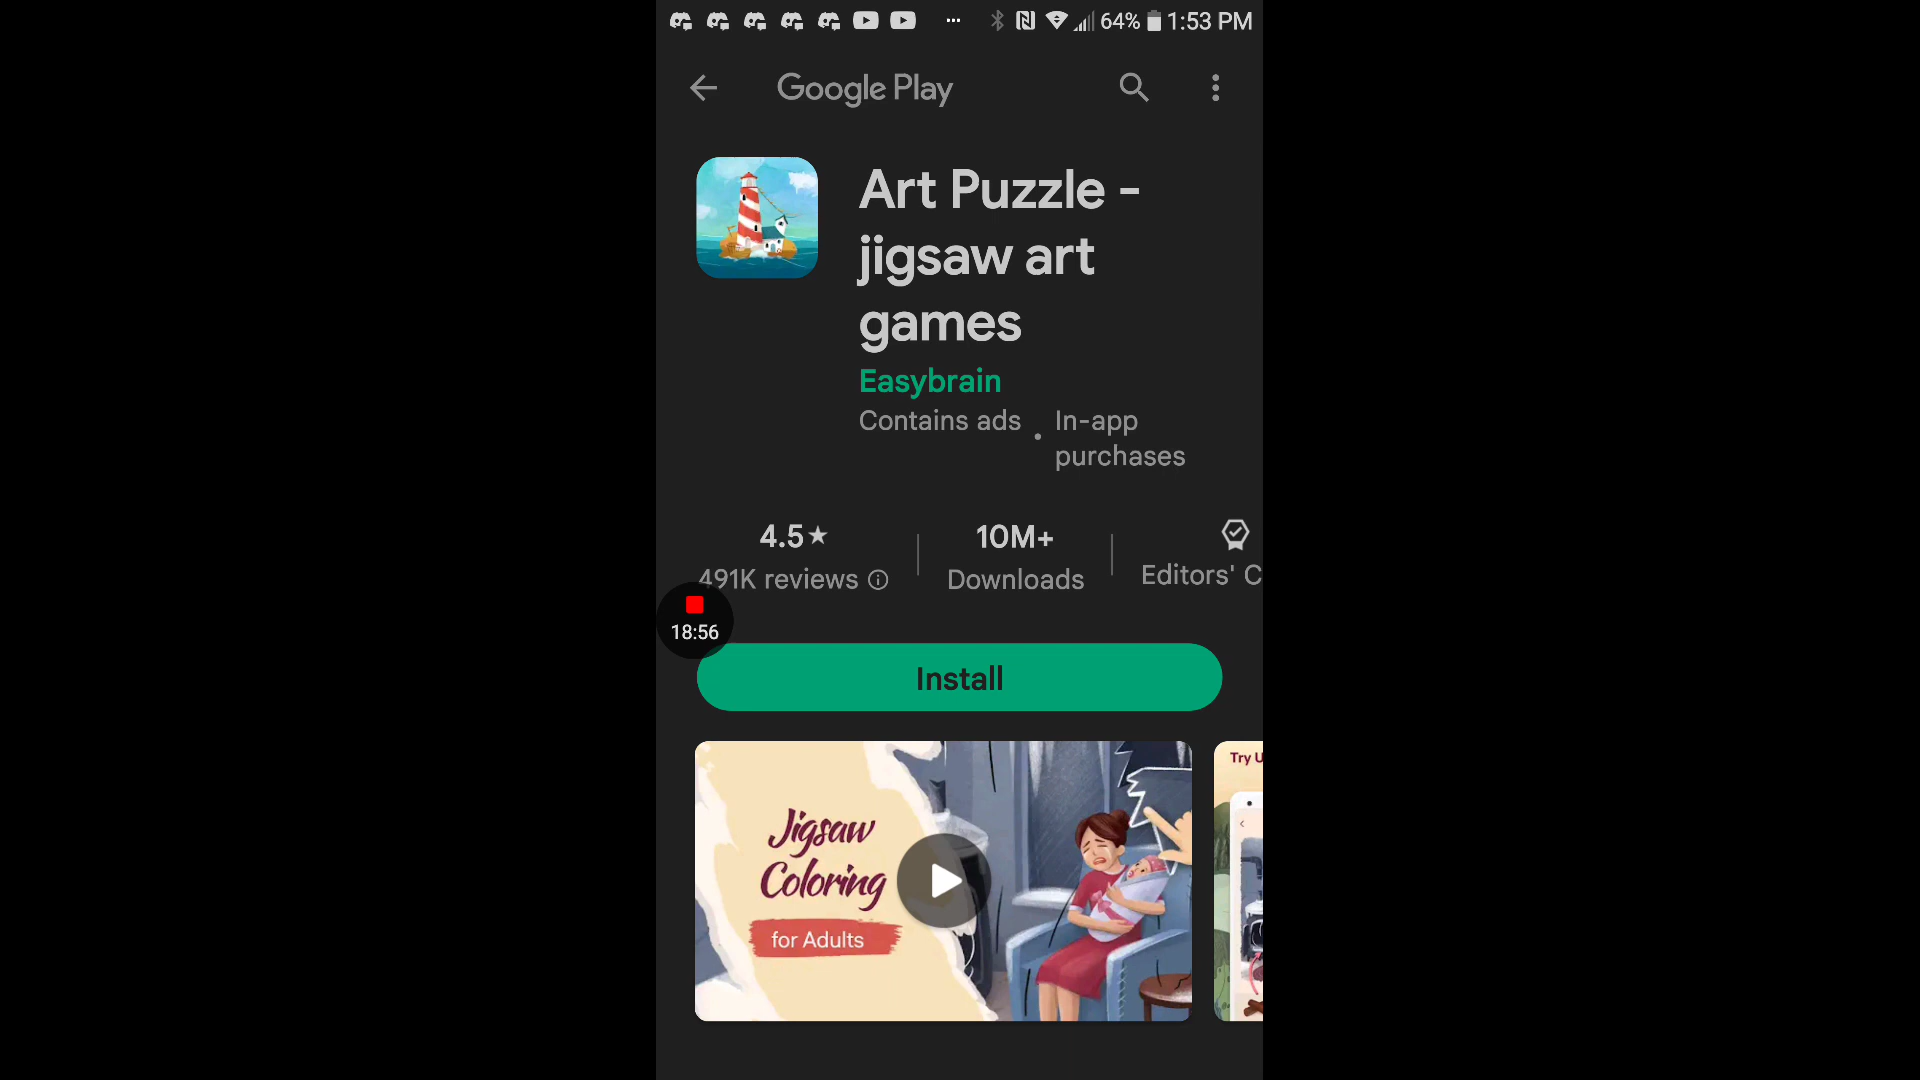 64% 1:53 PM
Google Play
Art Puzzle -
jigsaw art
games
Easybrain
Contains ads • In-app
purchases
4.5★
10M+
491K reviews
Downloads
Editors' C
18:56
Install
Jigsaw
Coloring
for Adults
Try U